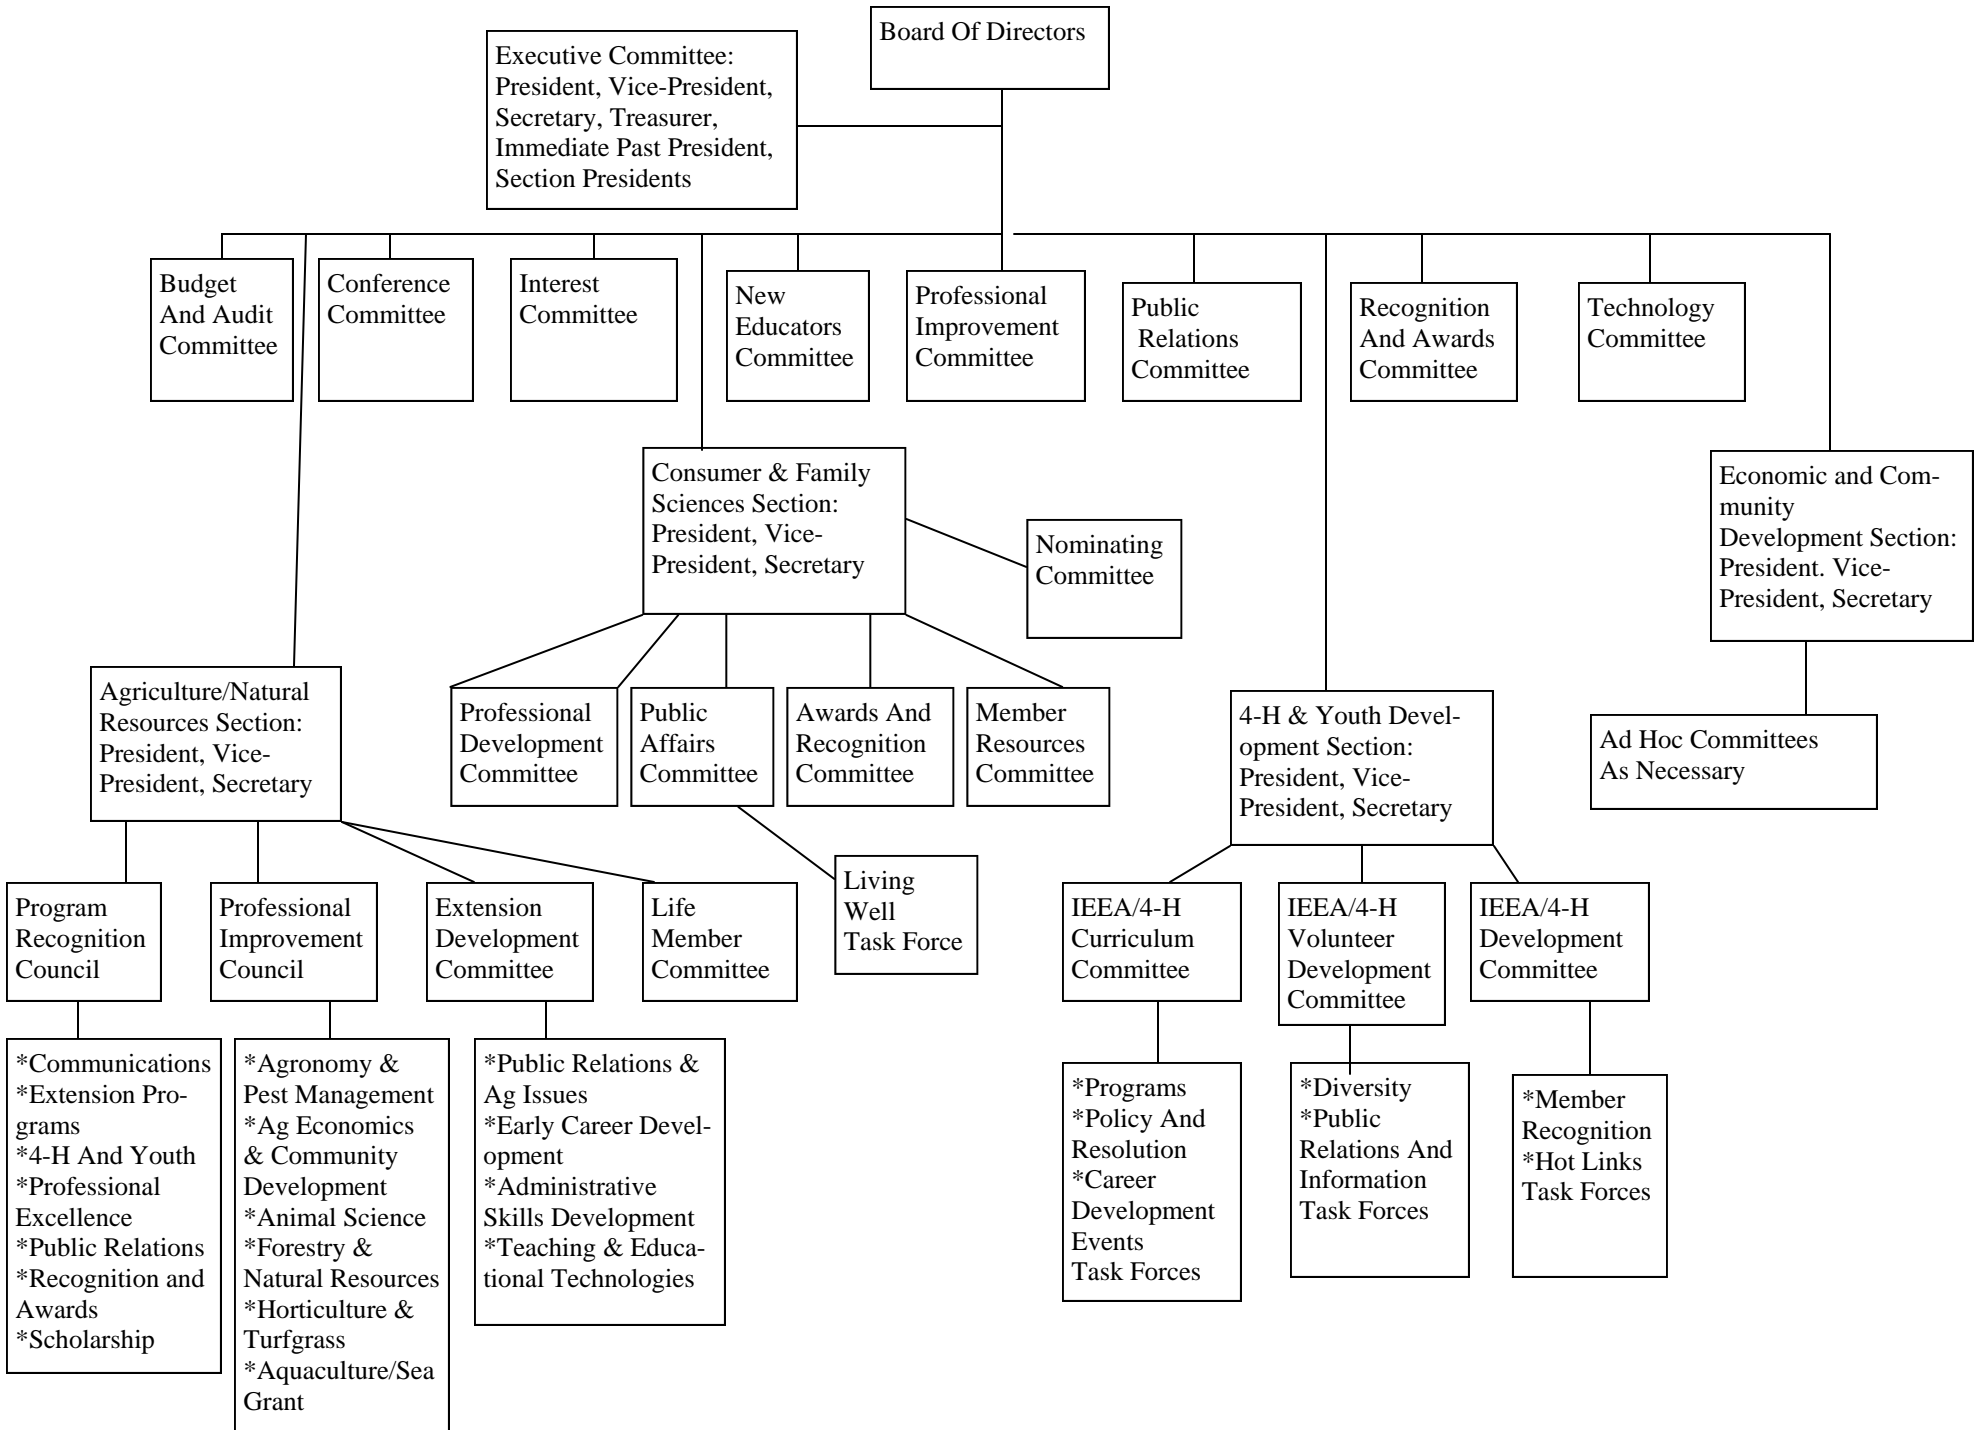 Board Of Directors
Executive Committee:
President, Vice-President,
Secretary, Treasurer,
Immediate Past President,
Section Presidents
Budget
And Audit
Committee
Conference
Committee
Interest
Committee
New
Educators
Committee
Professional
Improvement
Committee
Public
Relations
Committee
Recognition
And Awards
Committee
Technology
Committee
Consumer & Family
Sciences Section:
President, Vice-
President, Secretary
Nominating
Committee
Economic and Com-
munity
Development Section:
President. Vice-
President, Secretary
Agriculture/Natural
Resources Section:
President, Vice-
President, Secretary
Professional
Development
Committee
Public
Affairs
Committee
Awards And
Recognition
Committee
Member
Resources
Committee
4-H & Youth Devel-
opment Section:
President, Vice-
President, Secretary
Ad Hoc Committees
As Necessary
Program
Recognition
Council
Professional
Improvement
Council
Extension
Development
Committee
Life
Member
Committee
Living
Well
Task Force
IEEA/4-H
Curriculum
Committee
IEEA/4-H
Volunteer
Development
Committee
IEEA/4-H
Development
Committee
*Communications
*Extension Pro-
grams
*4-H And Youth
*Professional
Excellence
*Public Relations
*Recognition and
Awards
*Scholarship
*Agronomy &
Pest Management
*Ag Economics
& Community
Development
*Animal Science
*Forestry &
Natural Resources
*Horticulture &
Turfgrass
*Aquaculture/Sea
Grant
*Public Relations &
Ag Issues
*Early Career Devel-
opment
*Administrative
Skills Development
*Teaching & Educa-
tional Technologies
*Programs
*Policy And
Resolution
*Career
Development
Events
Task Forces
*Diversity
*Public
Relations And
Information
Task Forces
*Member
Recognition
*Hot Links
Task Forces